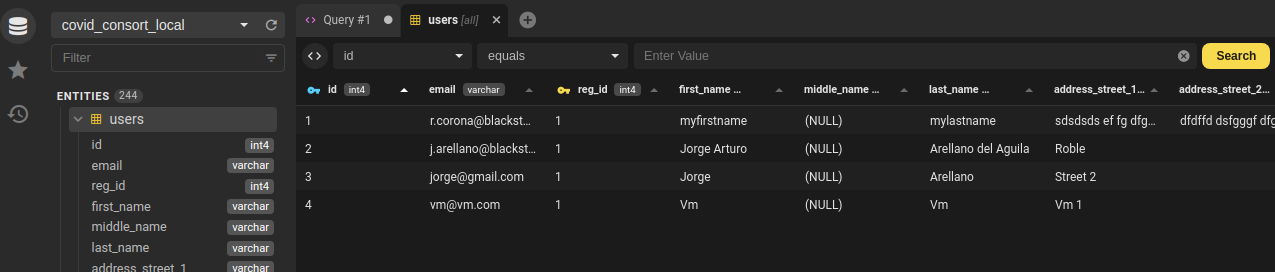 covid_consort_local
Filter
ENTITIES 244
users
id int4
email varchar
reg_id int4
first_name varchar
middle_name varchar
last_name varchar
address_street_1 varchar
Query #1 users [all]
id equals Enter Value Search
id int4 email varchar reg_id int4 first_name ... middle_name ... last_name ... address_street_1... address_street_2...
1 r.corona@blackst... 1 myfirstname (NULL) mylastname sdsdsds ef fg dfg... dfdffd dsfgggf dfg
2 j.arellano@blackst... 1 Jorge Arturo (NULL) Arellano del Aguila Roble
3 jorge@gmail.com 1 Jorge (NULL) Arellano Street 2
4 vm@vm.com 1 Vm (NULL) Vm Vm 1